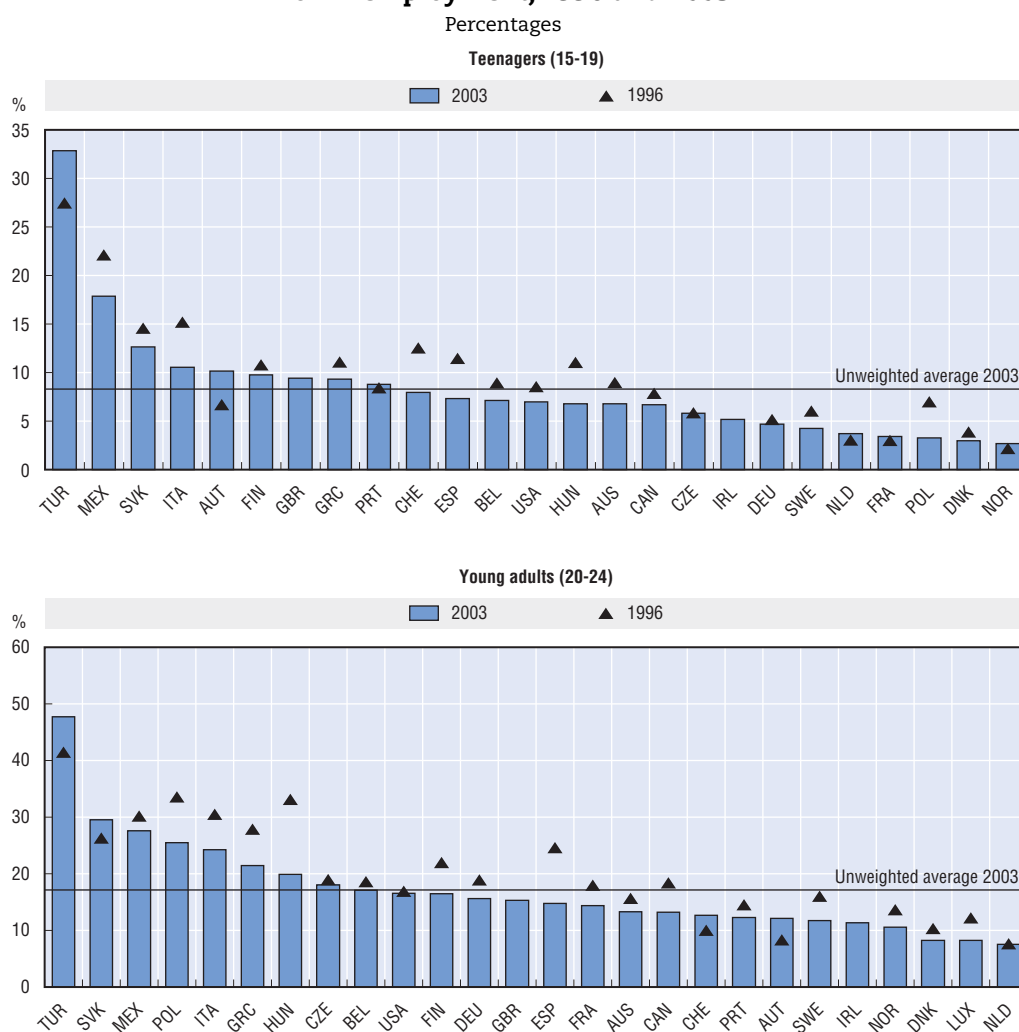 Percentages
Teenagers (15-19)
2003 1996
%
35
30
25
20
15
10
5
0
Unweighted average 2003
TUR MEX SVK ITA AUT FIN GBR GRC PRT CHE ESP BEL USA HUN AUS CAN CZE IRL DEU SWE NLD FRA POL DNK NOR
Young adults (20-24)
2003 1996
%
60
50
40
30
20
10
0
Unweighted average 2003
TUR SVK MEX POL ITA GRC HUN CZE BEL USA FIN DEU GBR ESP FRA AUS CAN CHE PRT AUT SWE IRL NOR DNK LUX NLD